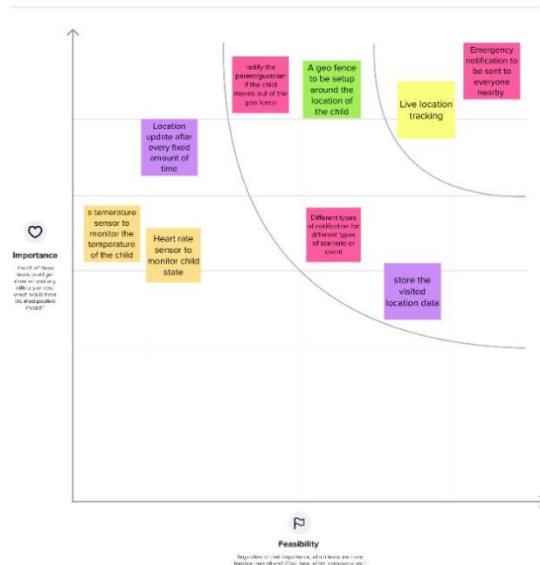 Emergency
notification to
be sent to
everyone
nearby
notify the
parent/guardian
if the child
moves out of the
geo fence
A geo fence
to be setup
around the
location of
the child
Live location
tracking
Location
update after
every fixed
amount of
time
a temerature
sensor to
monitor the
temperature
of the child
Heart rate
sensor to
monitor child
state
Different types
of notification for
different types
of scenario or
event
store the
visited
location data
Importance
Feasibility